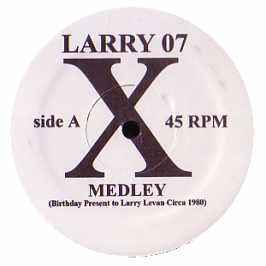 LARRY 07
X
side A 45 RPM
MEDLEY
(Birthday Present to Larry Levan Circa 1980)